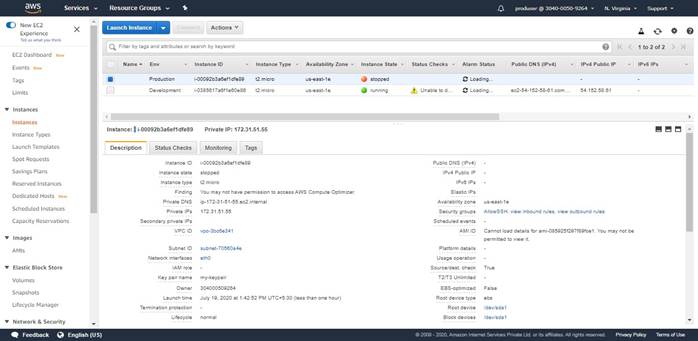 aws Services Resource Groups produser @ 3040-0050-9264 N. Virginia Support
New EC2 Experience
Tell us what you think
EC2 Dashboard New
Events New
Tags
Limits
Instances
Instances
Instance Types
Launch Templates
Spot Requests
Savings Plans
Reserved Instances
Dedicated Hosts New
Scheduled Instances
Capacity Reservations
Images
AMIs
Elastic Block Store
Volumes
Snapshots
Lifecycle Manager
Network & Security
Launch Instance Connect Actions
Filter by tags and attributes or search by keyword 1 to 2 of 2
Name Env Instance ID Instance Type Availability Zone Instance State Status Checks Alarm Status Public DNS (IPv4) IPv4 Public IP IPv6 IPs
Production i-00092b3a6ef1dfe89 t2.micro us-east-1e stopped Loading... - -
Development t2.micro us-east-1e running Unable to d... Loading... ec2-54-152-58-61.com... 54.152.58.61 -
Instance: i-00092b3a6ef1dfe89 Private IP: 172.31.51.55
Description Status Checks Monitoring Tags
Instance ID i-00092b3a6ef1dfe89 Public DNS (IPv4) -
Instance state stopped IPv4 Public IP -
Instance type t2.micro IPv6 IPs -
Finding You may not have permission to access AWS Compute Optimizer. Elastic IPs
Private DNS ip-172-31-51-55.ec2.internal Availability zone us-east-1e
Private IPs 172.31.51.55 Security groups AllowSSH. view inbound rules. view outbound rules
Secondary private IPs Scheduled events -
VPC ID vpc-3bc6e341 AMI ID Cannot load details for You may not be
permitted to view it.
Subnet ID subnet-70560a4e Platform details -
Network interfaces eth0 Usage operation -
IAM role - Source/dest. check True
Key pair name my-keypair T2/T3 Unlimited -
Owner 304000509264 EBS-optimized False
Launch time July 19, 2020 at 1:42:52 PM UTC+5:30 (less than one hour) Root device type ebs
Termination protection - Root device /dev/sda1
Lifecycle normal Block devices /dev/sda1
Feedback English (US) © 2008 - 2020, Amazon Internet Services Private Ltd. or its affiliates. All rights reserved. Privacy Policy Terms of Use